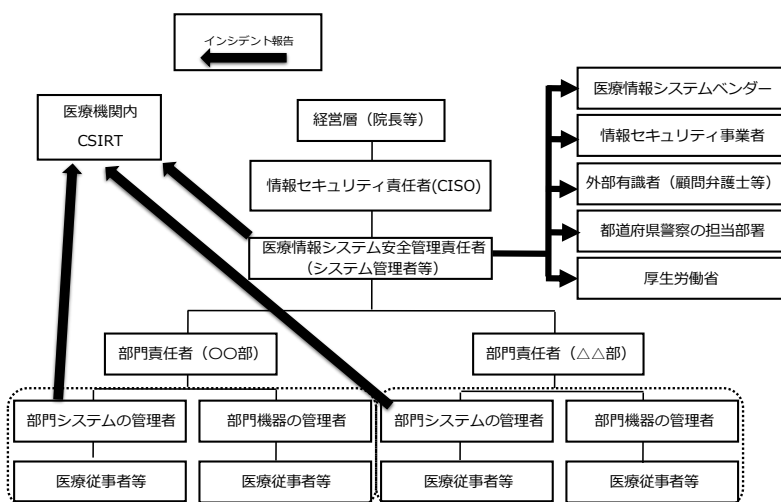 インシデント報告
医療機関内
CSIRT
経営層（院長等）
情報セキュリティ責任者(CISO)
医療情報システム安全管理責任者
（システム管理者等）
医療情報システムベンダー
情報セキュリティ事業者
外部有識者（顧問弁護士等）
都道府県警察の担当部署
厚生労働省
部門責任者（○○部）
部門責任者（△△部）
部門システムの管理者
部門機器の管理者
部門システムの管理者
部門機器の管理者
医療従事者等
医療従事者等
医療従事者等
医療従事者等